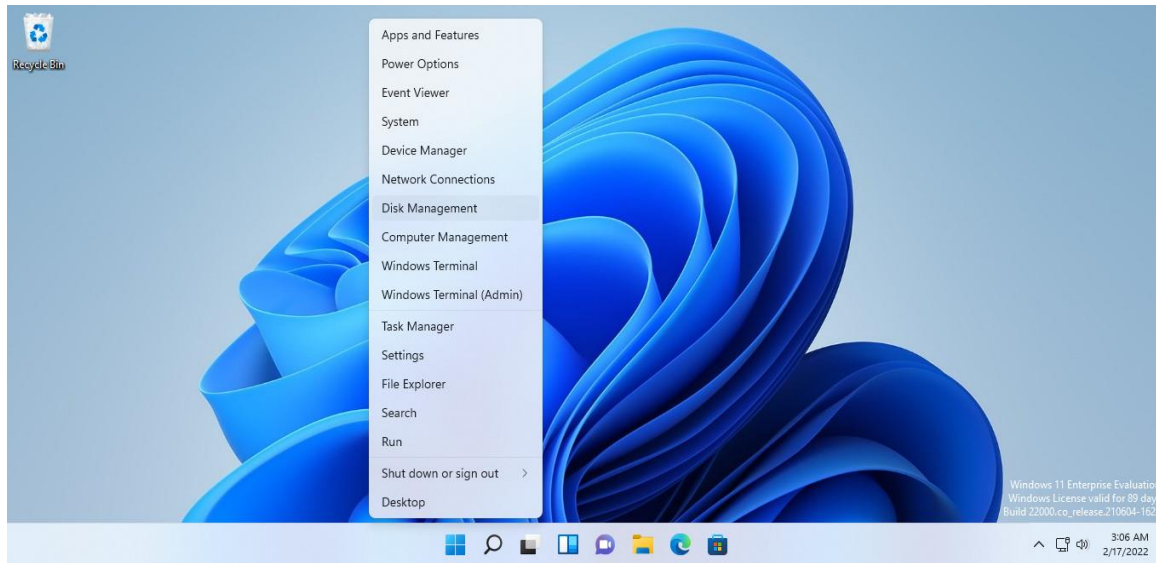 Recycle Bin
Apps and Features
Power Options
Event Viewer
System
Device Manager
Network Connections
Disk Management
Computer Management
Windows Terminal
Windows Terminal (Admin)
Task Manager
Settings
File Explorer
Search
Run
Shut down or sign out
Desktop
Windows 11 Enterprise Evaluatio
Windows License valid for 89 day
Build 22000.co_release.210604-162
3:06 AM
2/17/2022